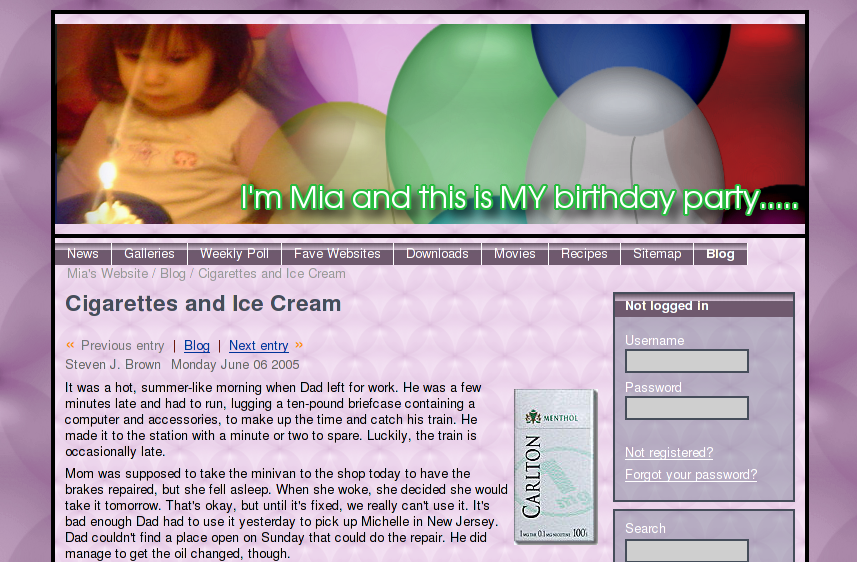 I'm Mia and this is MY birthday party.....
News Galleries Weekly Poll Fave Websites Downloads Movies Recipes Sitemap Blog
Mia's Website / Blog / Cigarettes and Ice Cream
Cigarettes and Ice Cream
« Previous entry | Blog | Next entry »
Steven J. Brown Monday June 06 2005
It was a hot, summer-like morning when Dad left for work. He was a few
minutes late and had to run, lugging a ten-pound briefcase containing a
computer and accessories, to make up the time and catch his train. He
made it to the station with a minute or two to spare. Luckily, the train is
occasionally late.
Mom was supposed to take the minivan to the shop today to have the
brakes repaired, but she fell asleep. When she woke, she decided she would
take it tomorrow. That's okay, but until it's fixed, we really can't use it. It's
bad enough Dad had to use it yesterday to pick up Michelle in New Jersey.
Dad couldn't find a place open on Sunday that could do the repair. He did
manage to get the oil changed, though.
MENTHOL
CARLTON
1 MG TAR 0.1 MG NICOTINE 100's
Not logged in
Username
Password
Not registered?
Forgot your password?
Search